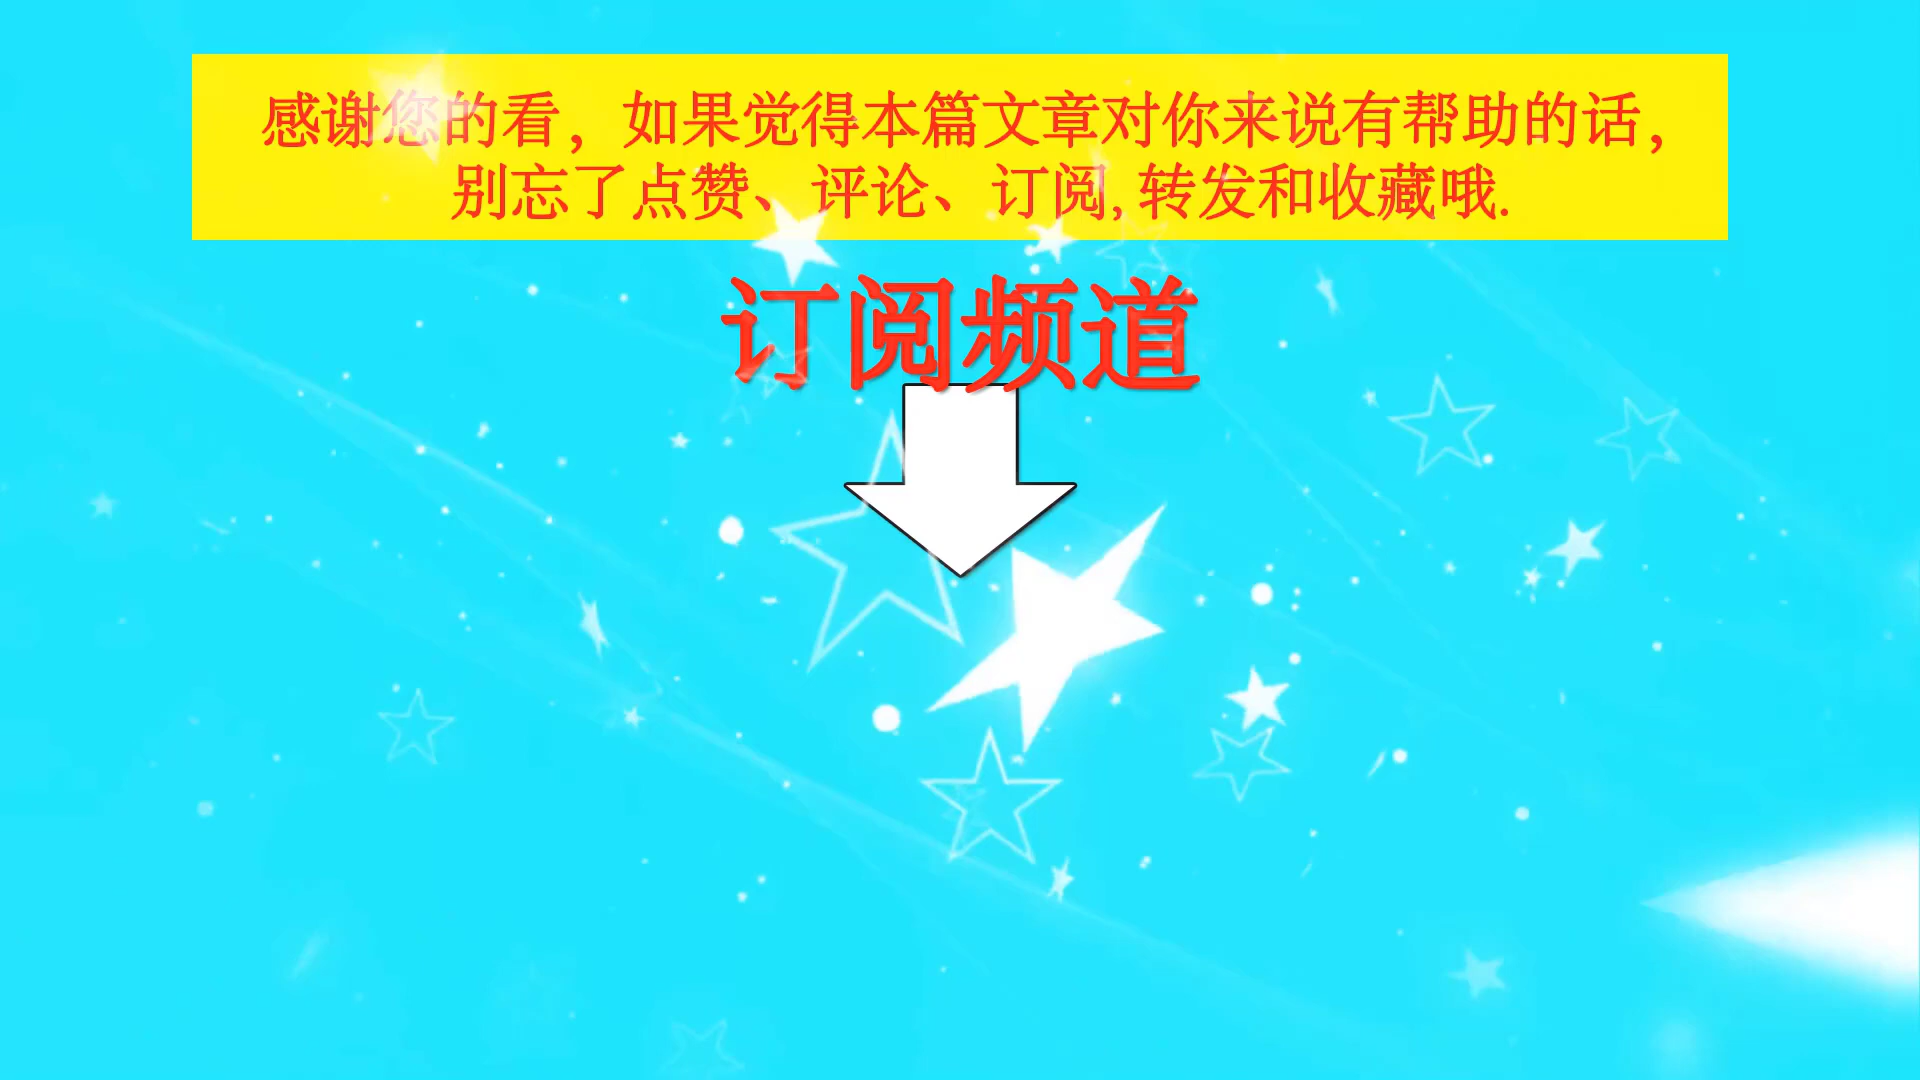 感谢您的看，如果觉得本篇文章对你来说有帮助的话，
别忘了点赞、评论、订阅,转发和收藏哦.
订阅频道